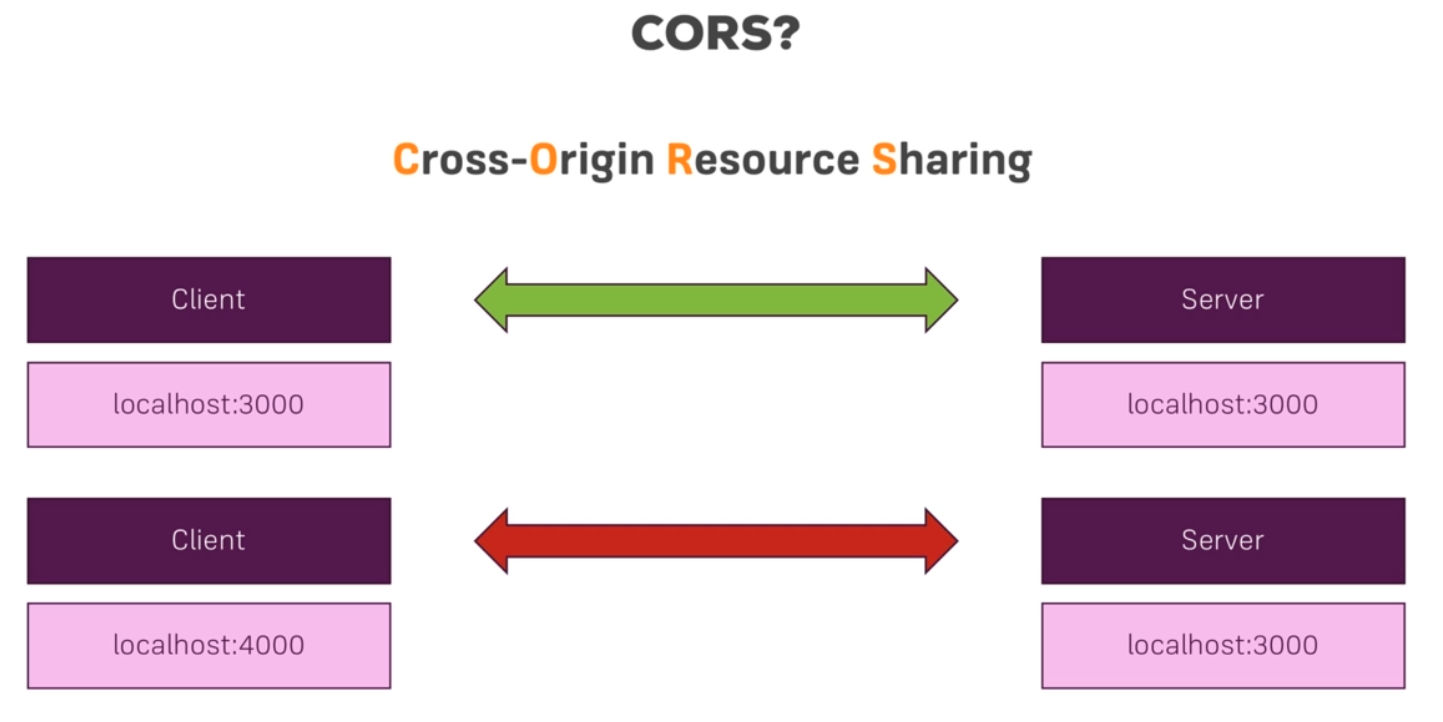 CORS?
Cross-Origin Resource Sharing
Client
Server
localhost:3000
localhost:3000
Client
Server
localhost:4000
localhost:3000